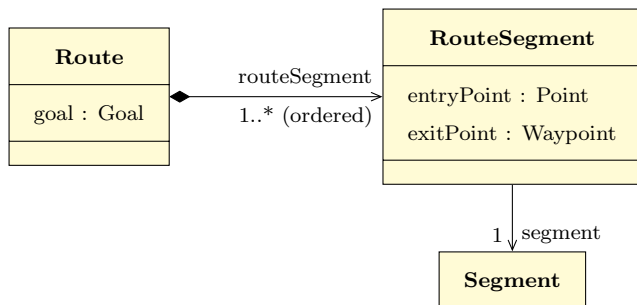 Route
goal : Goal
routeSegment
1..* (ordered)
RouteSegment
entryPoint : Point
exitPoint : Waypoint
1
segment
Segment